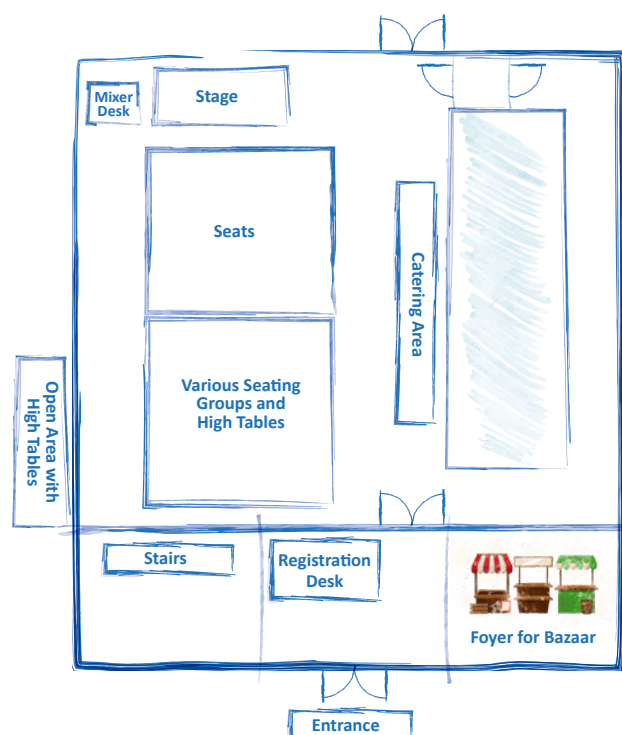 Mixer
Desk
Stage
Seats
Catering Area
Various Seating
Groups and
High Tables
Open Area with
High Tables
Stairs
Registration
Desk
Foyer for Bazaar
Entrance